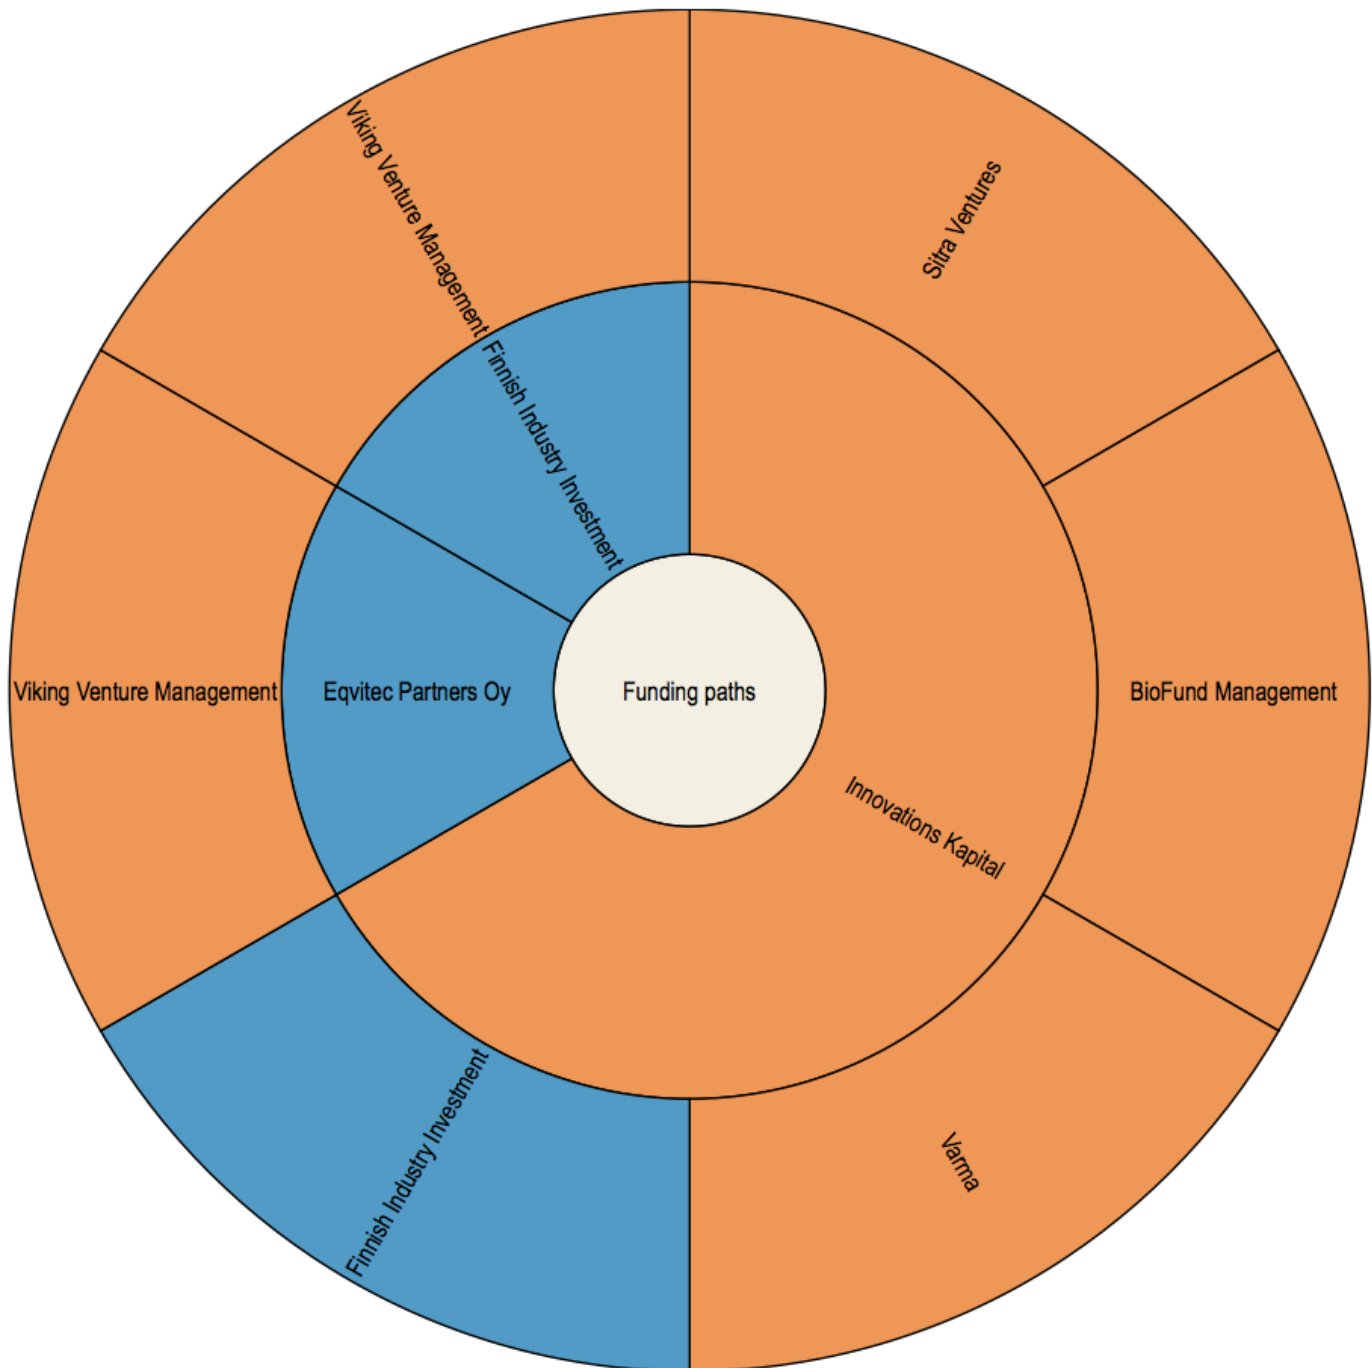 Viking Venture Management
Sitra Ventures
Finnish Industry Investment
Viking Venture Management
Eqvitec Partners Oy
Funding paths
BioFund Management
Innovations Kapital
Finnish Industry Investment
Varma